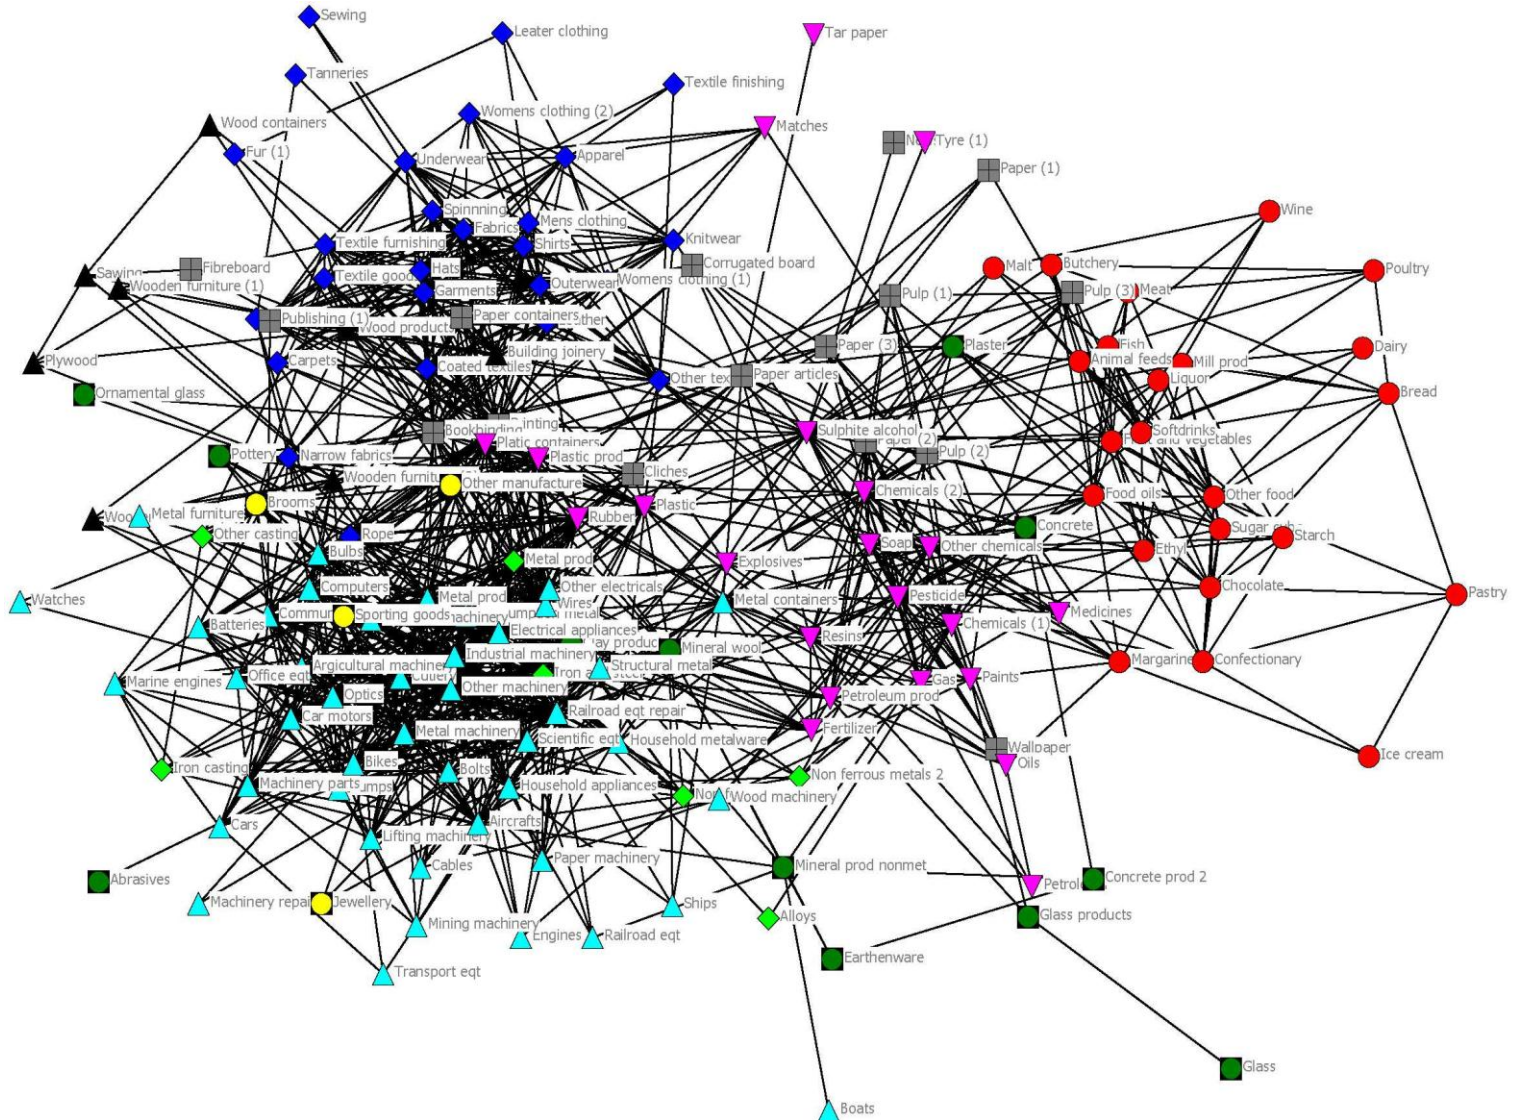 Sewing
Leater clothing
Tar paper
Tanneries
Textile finishing
Womens clothing (2)
Wood containers
Matches
Fur (1)
Underwear
Apparel
Tyre (1)
Paper (1)
Spinnning
Mens clothing
Wine
Fabrics
Textile furnishing
Shirts
Knitwear
Sawing
Fibreboard
Textile good
Hats
Corrugated board
Malt
Butchery
Poultry
Wooden furniture (1)
Garments
Outerwear
Womens clothing (1)
Pulp (1)
Pulp (3)
Meat
Publishing (1)
Paper containers
Wood products
Plywood
Building joinery
Paper (3)
Plaster
Fish
Dairy
Carpets
Coated textiles
Other tex
Paper articles
Animal feeds
Mill prod
Liquor
Ornamental glass
Bread
Bookbinding
Sulphite alcohol
Softdrinks
Platic containers
Paper (2)
Pulp (2)
vegetables
Pottery
Narrow fabrics
Plastic prod
Wooden furnitu
Other manufacture
Cliches
Chemicals (2)
Food oils
Other food
Brooms
Plastic
Metal furniture
Rubber
Concrete
Sugar
Other casting
Rope
Soap
Other chemicals
Ethyl
Starch
Bulbs
Metal prod
Explosives
Computers
Other electricals
Pesticide
Chocolate
Pastry
Watches
Metal prod
Wires
Metal containers
Medicines
Batteries
Sporting goods
Electrical appliances
Chemicals (1)
Resins
Industrial machinery
Mineral wool
Argicultural machiner
Structural metal
Margarine
Confectionary
Marine engines
Office eqt
Gas
Paints
Optics
Other machinery
Petroleum prod
Car motors
Railroad eqt repair
Metal machinery
Scientific eqt
Household metalware
Fertilizer
Wallpaper
Ice cream
Oils
Iron casting
Bikes
Bolts
Non ferrous metals 2
Machinery parts
Household appliances
Wood machinery
Cars
Lifting machinery
Aircrafts
Cables
Paper machinery
Mineral prod nonmet
Concrete prod 2
Abrasives
Machinery repai
Jewellery
Ships
Alloys
Glass products
Mining machinery
Engines
Railroad eqt
Earthenware
Transport eqt
Glass
Boats